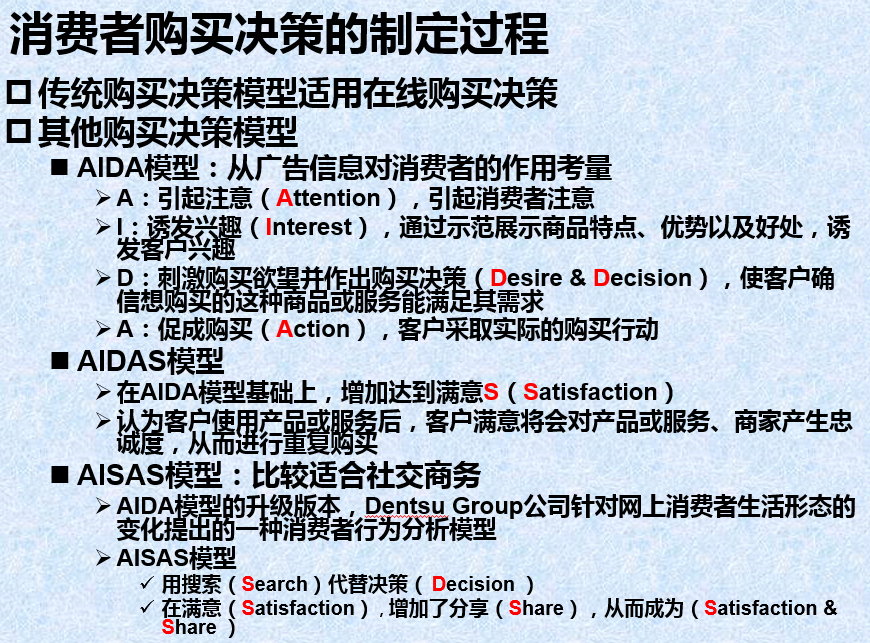 消费者购买决策的制定过程
传统购买决策模型适用在线购买决策
其他购买决策模型
AIDA模型：从广告信息对消费者的作用考量
A：引起注意（Attention），引起消费者注意
I：诱发兴趣（Interest），通过示范展示商品特点、优势以及好处，诱
发客户兴趣
D：刺激购买欲望并作出购买决策（Desire & Decision），使客户确
信想购买的这种商品或服务能满足其需求
A：促成购买（Action），客户采取实际的购买行动
AIDAS模型
在AIDA模型基础上，增加达到满意S（Satisfaction）
认为客户使用产品或服务后，客户满意将会对产品或服务、商家产生忠
诚度，从而进行重复购买
AISAS模型：比较适合社交商务
AIDA模型的升级版本，Dentsu Group公司针对网上消费者生活形态的
变化提出的一种消费者行为分析模型
AISAS模型
用搜索（Search）代替决策（ Decision ）
在满意（Satisfaction）,增加了分享（Share），从而成为（Satisfaction &
Share ）